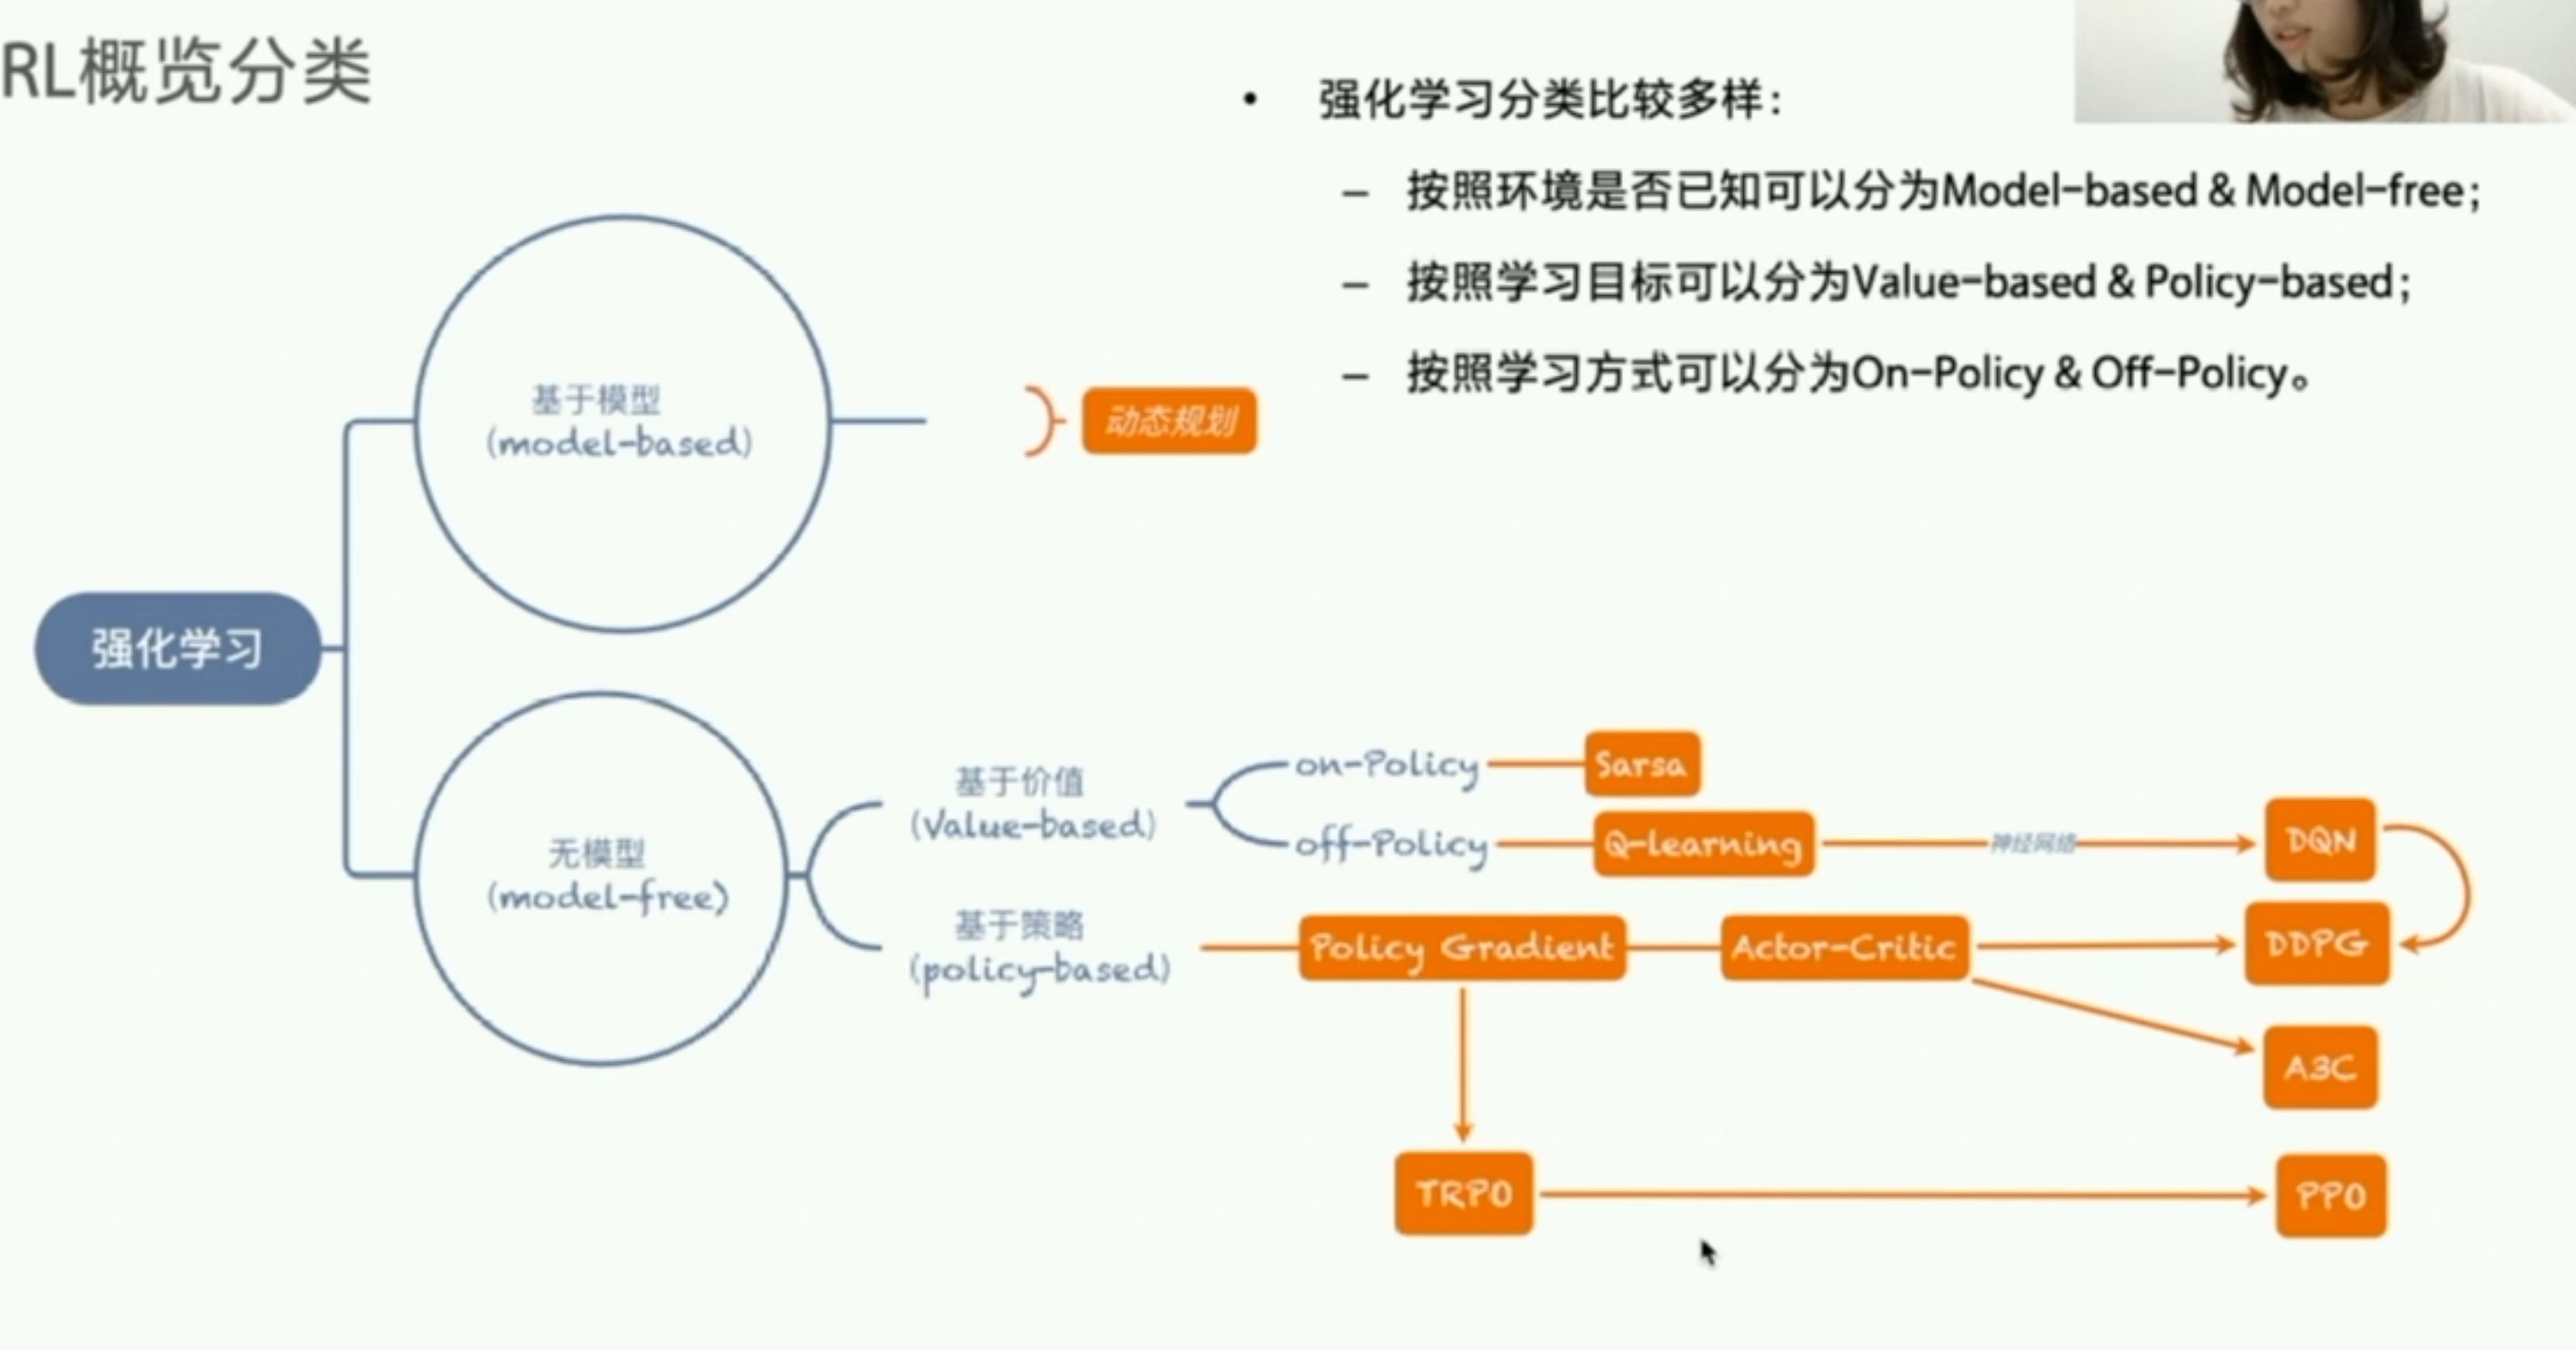 RL概览分类
• 强化学习分类比较多样：
– 按照环境是否已知可以分为Model-based & Model-free；
– 按照学习目标可以分为Value-based & Policy-based；
– 按照学习方式可以分为On-Policy & Off-Policy。
强化学习
基于模型
(model-based)
动态规划
无模型
(model-free)
基于价值
(Value-based)
on-Policy
Sarsa
off-Policy
Q-learning
神经网络
DQN
基于策略
(policy-based)
Policy Gradient
Actor-Critic
DDPG
A3C
TRPO
PPO